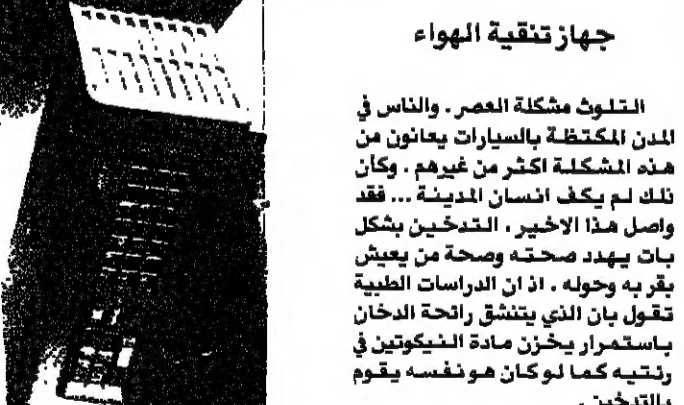 جهاز تنقية الهواء
التلوث مشكلة العصر. والناس في
المدن المكتظة بالسيارات يعانون من
هذه المشكلة اكثر من غيرهم. وكأن
ذلك لم يكف انسان المدينة ... فقد
واصل هذا الاخير، التدخين بشكل
بات يهدد صحته وصحة من يعيش
بقربه وحوله. اذ ان الدراسات الطبية
تقول بان الذي يتنشق رائحة الدخان
باستمرار يخزن مادة النيكوتين في
رئتيه كما لو كان هو نفسه يقوم
بالتدخين.